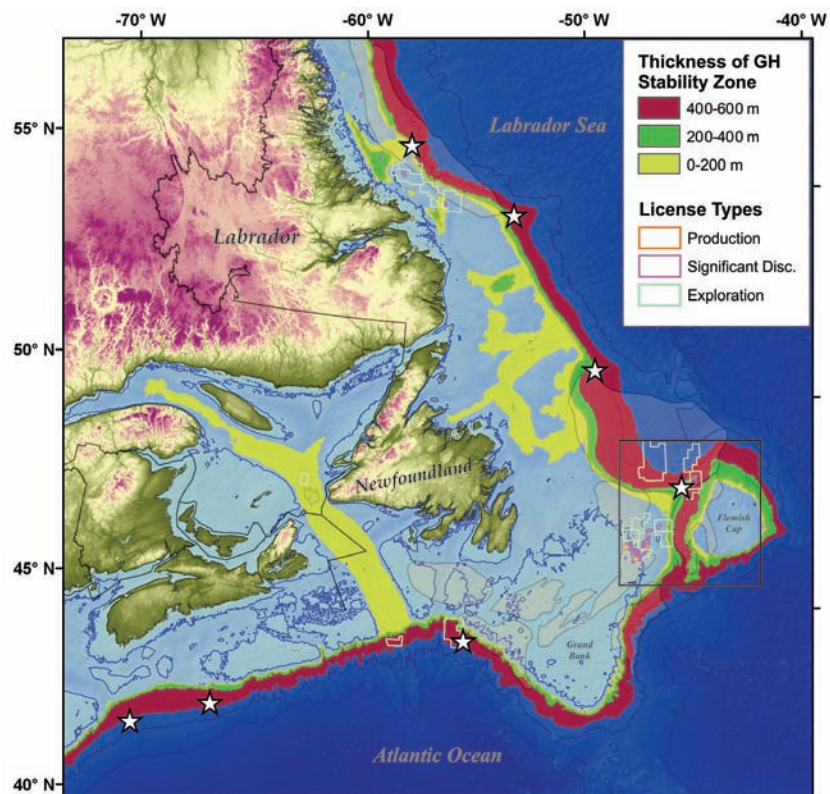 -70° W
-60° W
-50° W
-40° W
55° N
50° N
45° N
40° N
Thickness of GH
Stability Zone
400-600 m
200-400 m
0-200 m
License Types
Production
Significant Disc.
Exploration
Labrador Sea
Labrador
Newfoundland
Flemish
Cap
Grand
Bank
Atlantic Ocean